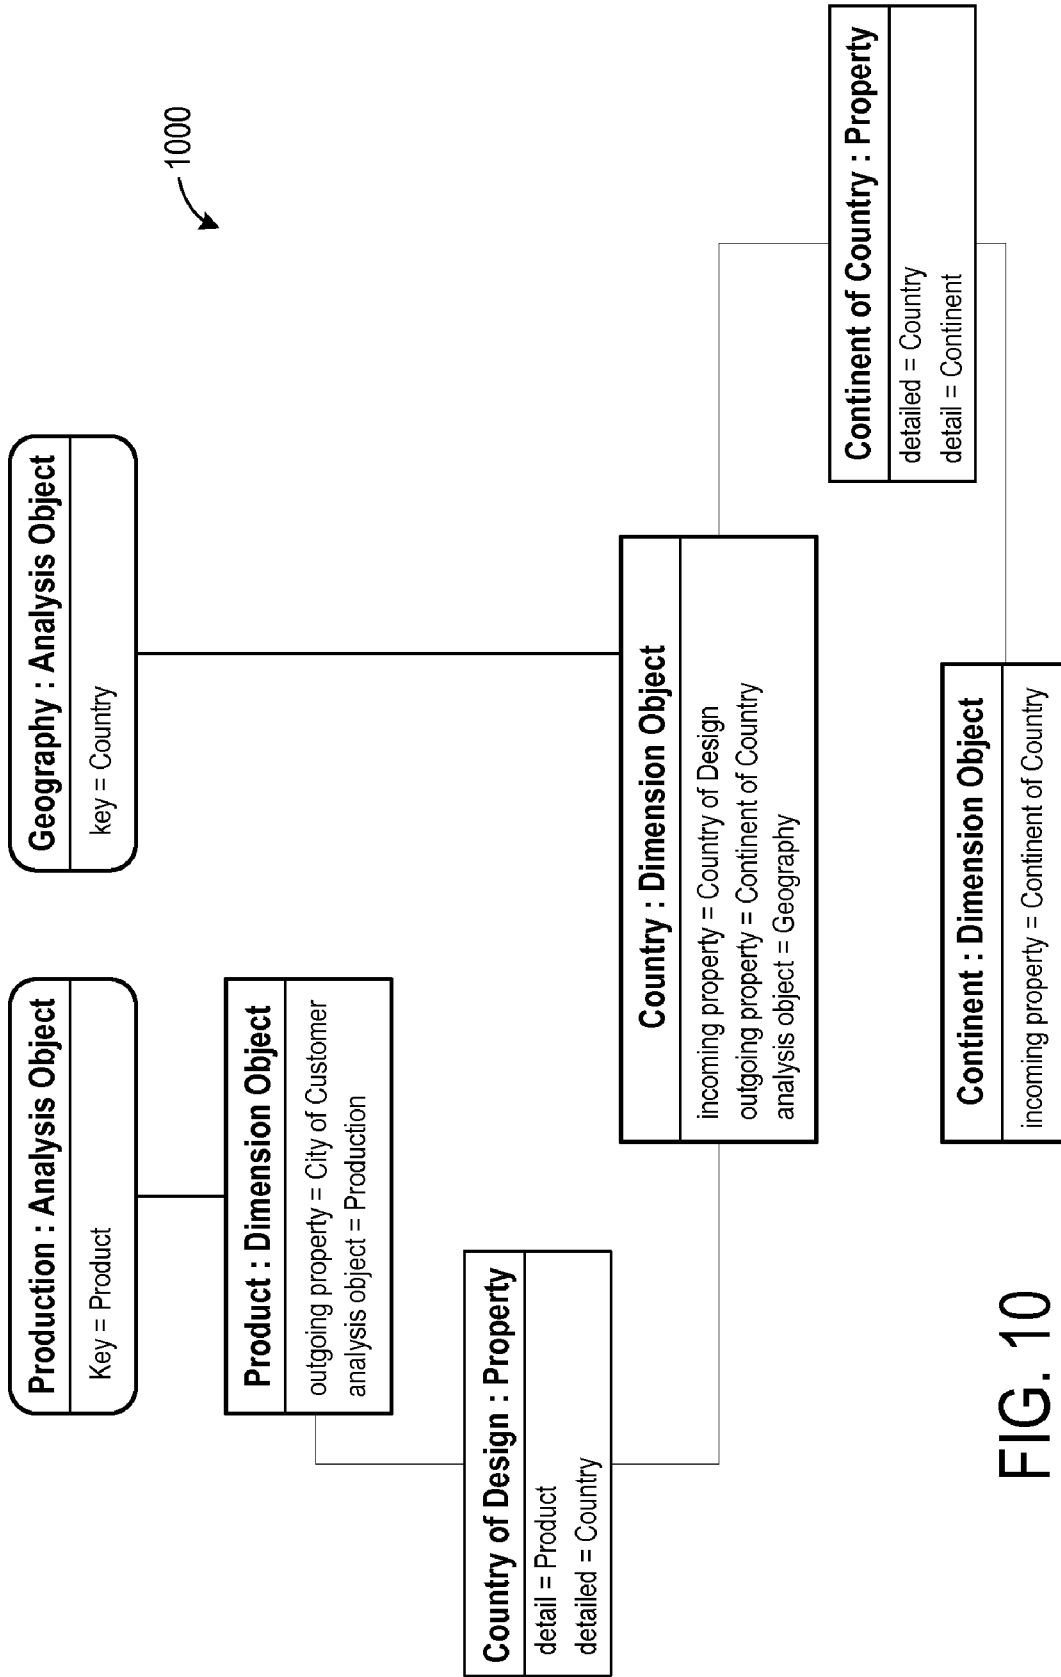 1000
Production : Analysis Object
Key = Product
Geography : Analysis Object
key = Country
Product : Dimension Object
outgoing property = City of Customer
analysis object = Production
Country of Design : Property
detail = Product
detailed = Country
Country : Dimension Object
incoming property = Country of Design
outgoing property = Continent of Country
analysis object = Geography
Continent of Country : Property
detailed = Country
detail = Continent
Continent : Dimension Object
incoming property = Continent of Country
FIG. 10